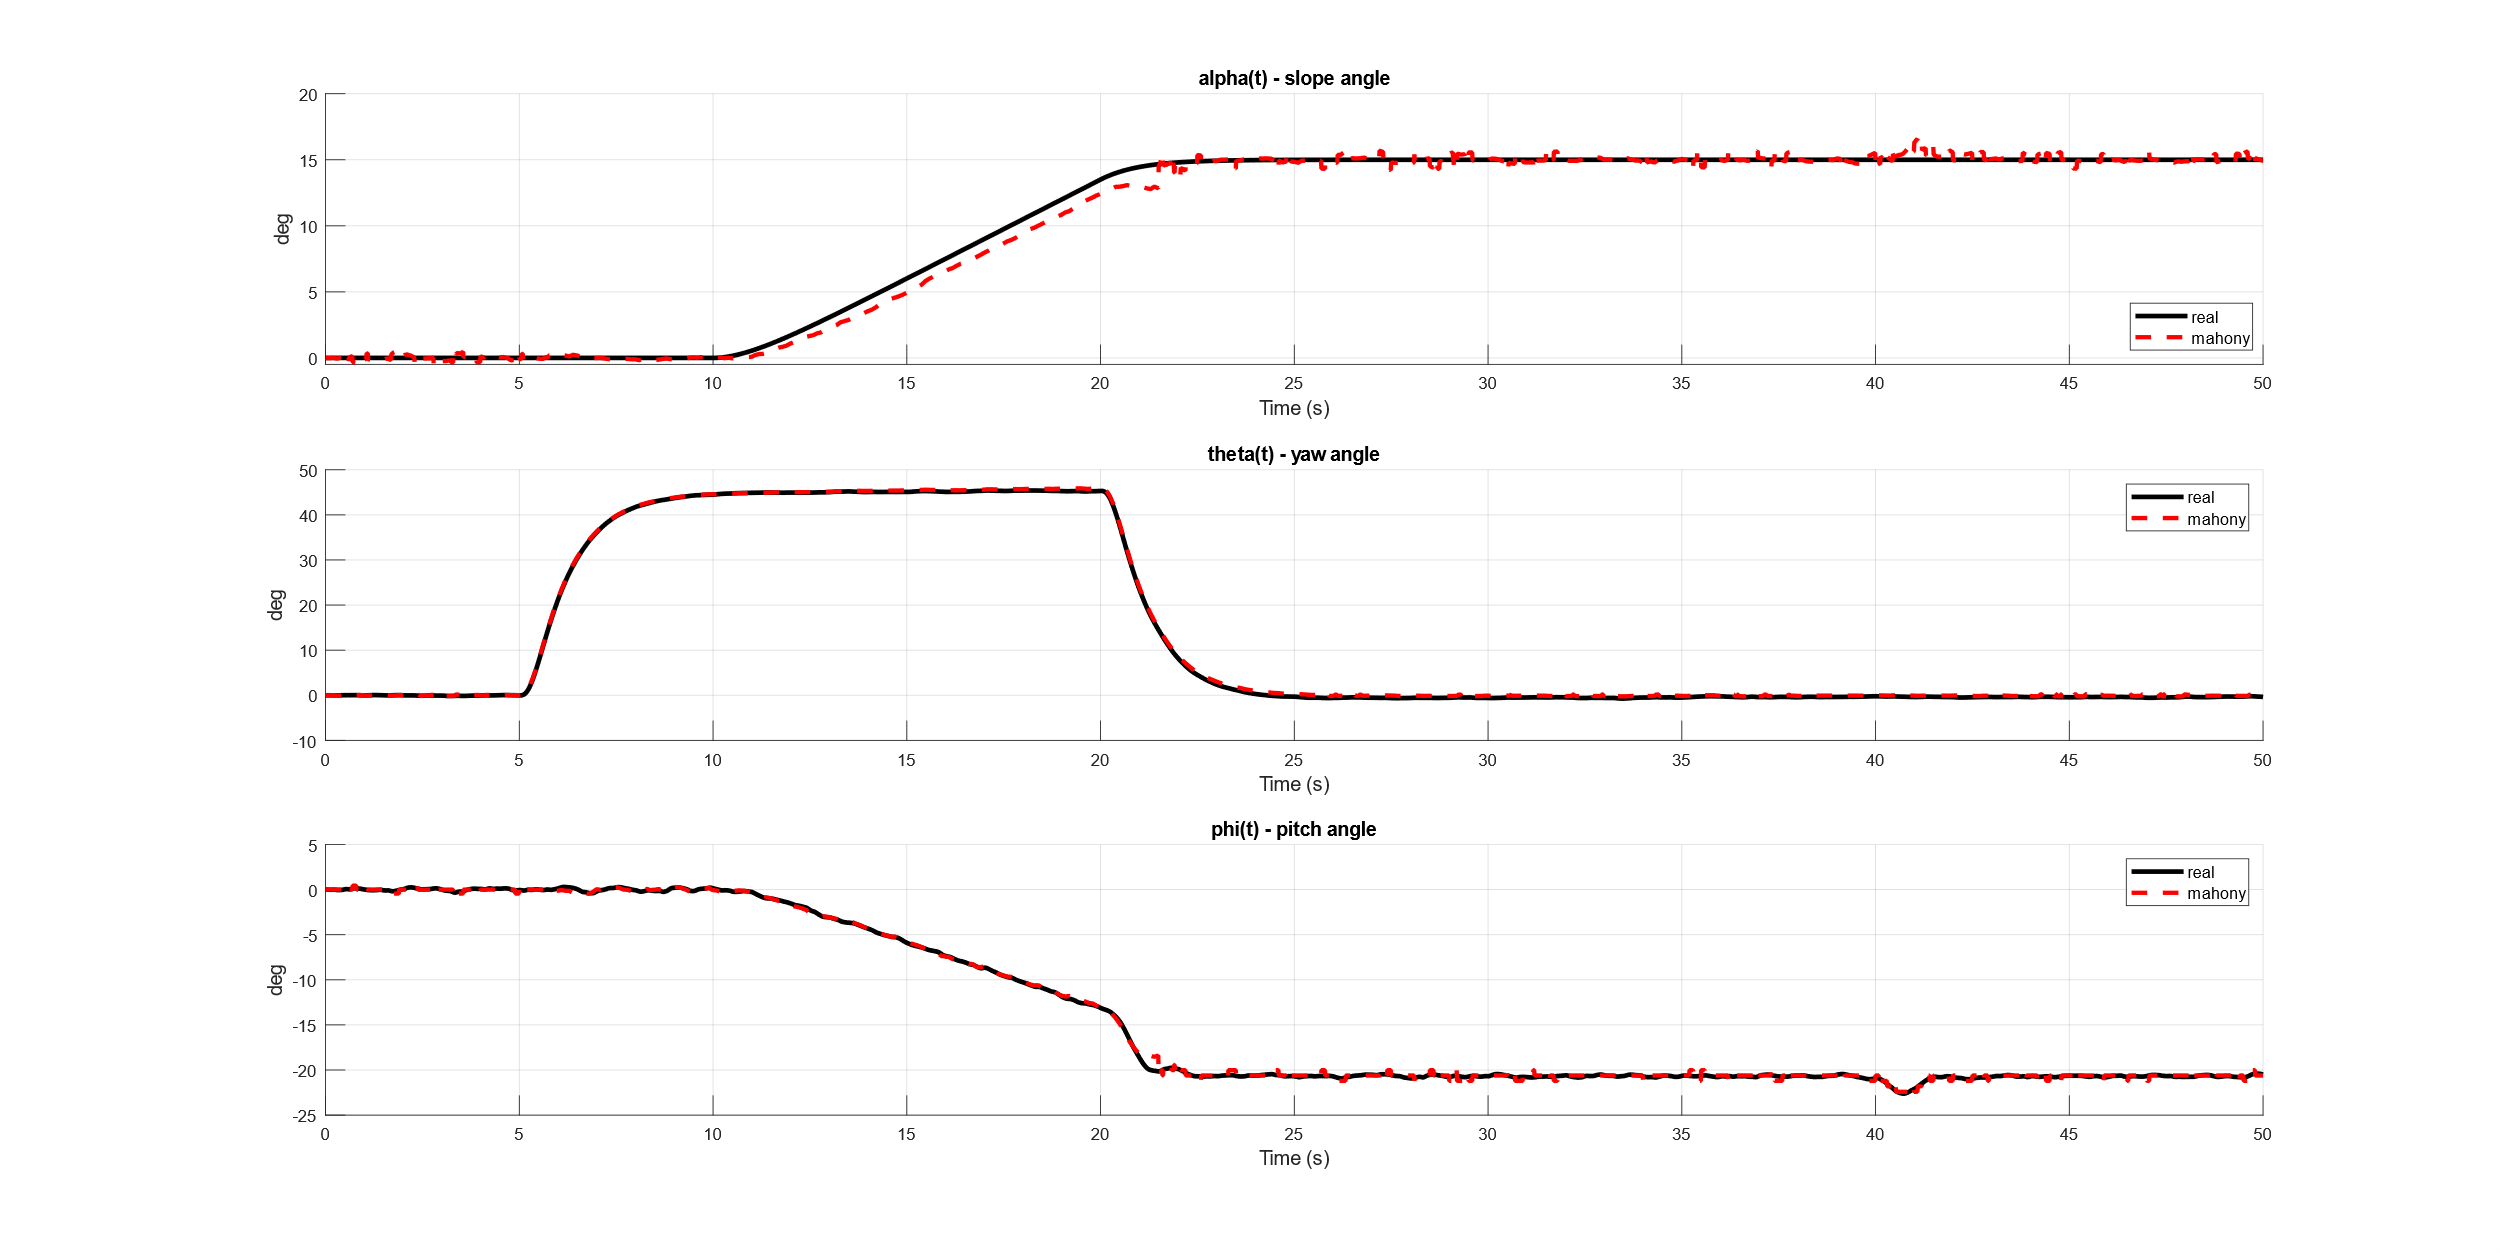 alpha(t) - slope angle
20
15
10
5
0
deg
real
mahony
0 5 10 15 20 25 30 35 40 45 50
Time (s)
theta(t) - yaw angle
50
40
30
20
10
0
-10
deg
real
mahony
0 5 10 15 20 25 30 35 40 45 50
Time (s)
phi(t) - pitch angle
5
0
-5
-10
-15
-20
-25
deg
real
mahony
0 5 10 15 20 25 30 35 40 45 50
Time (s)